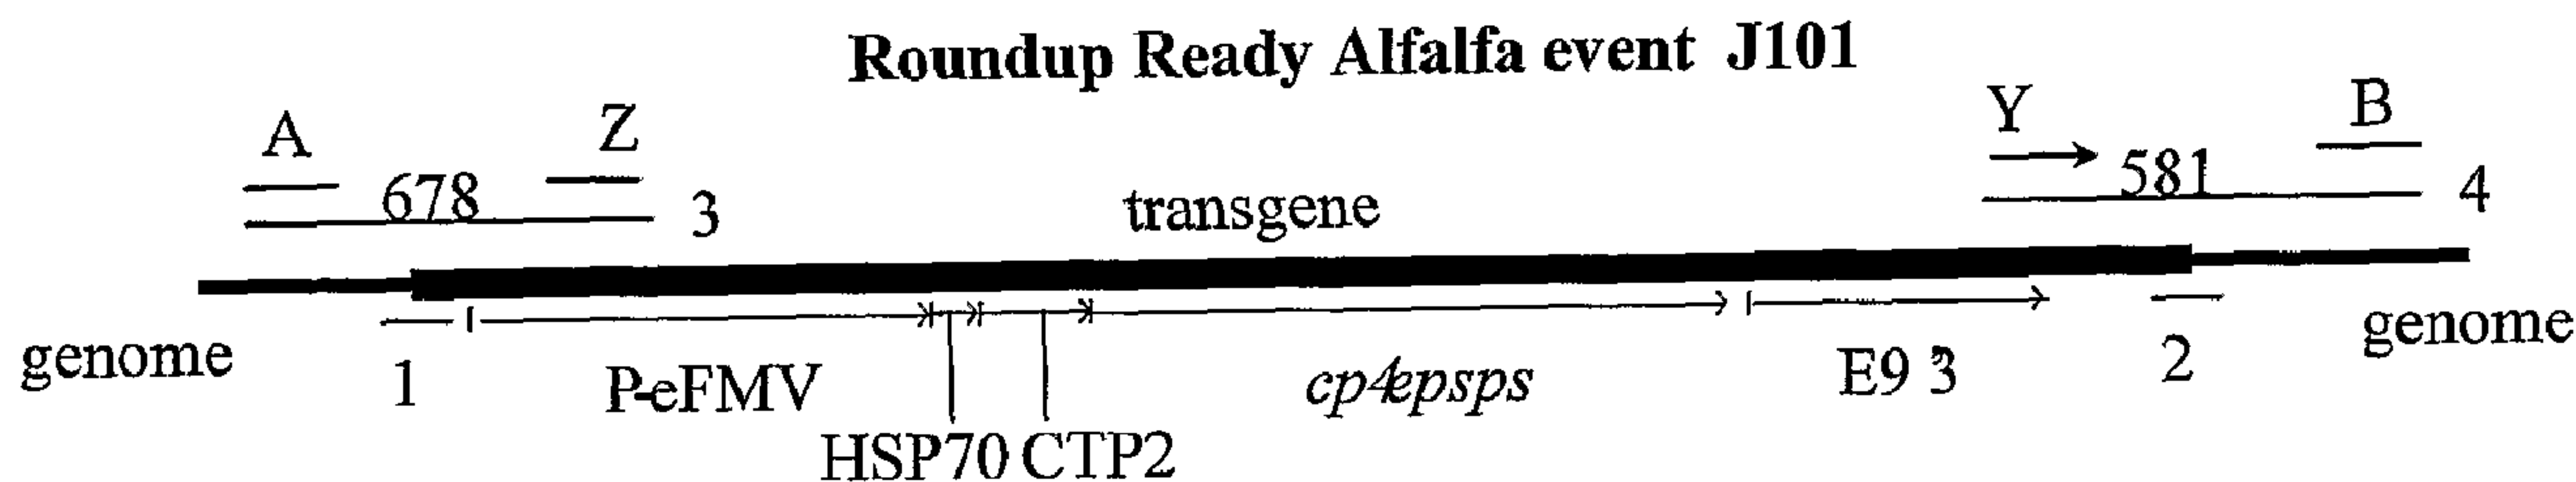 Roundup Ready Alfalfa event J101
A Z Y B
678 3 transgene 581 4
genome 1 P-eFMV cp4epsps E9 3 2 genome
HSP70 CTP2